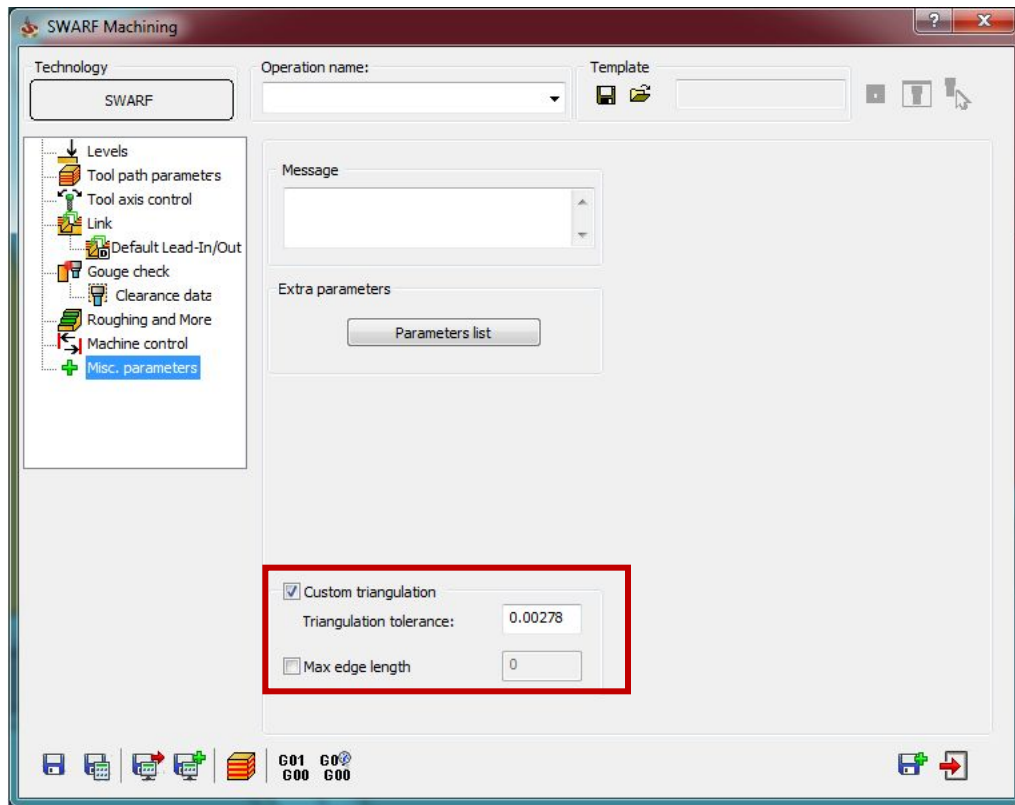 SWARF Machining
Technology
SWARF
Operation name:
Template
Levels
Tool path parameters
Tool axis control
Link
Default Lead-In/Out
Gouge check
Clearance data
Roughing and More
Machine control
Misc. parameters
Message
Extra parameters
Parameters list
Custom triangulation
Triangulation tolerance: 0.00278
Max edge length 0
G01 G0
G00 G00